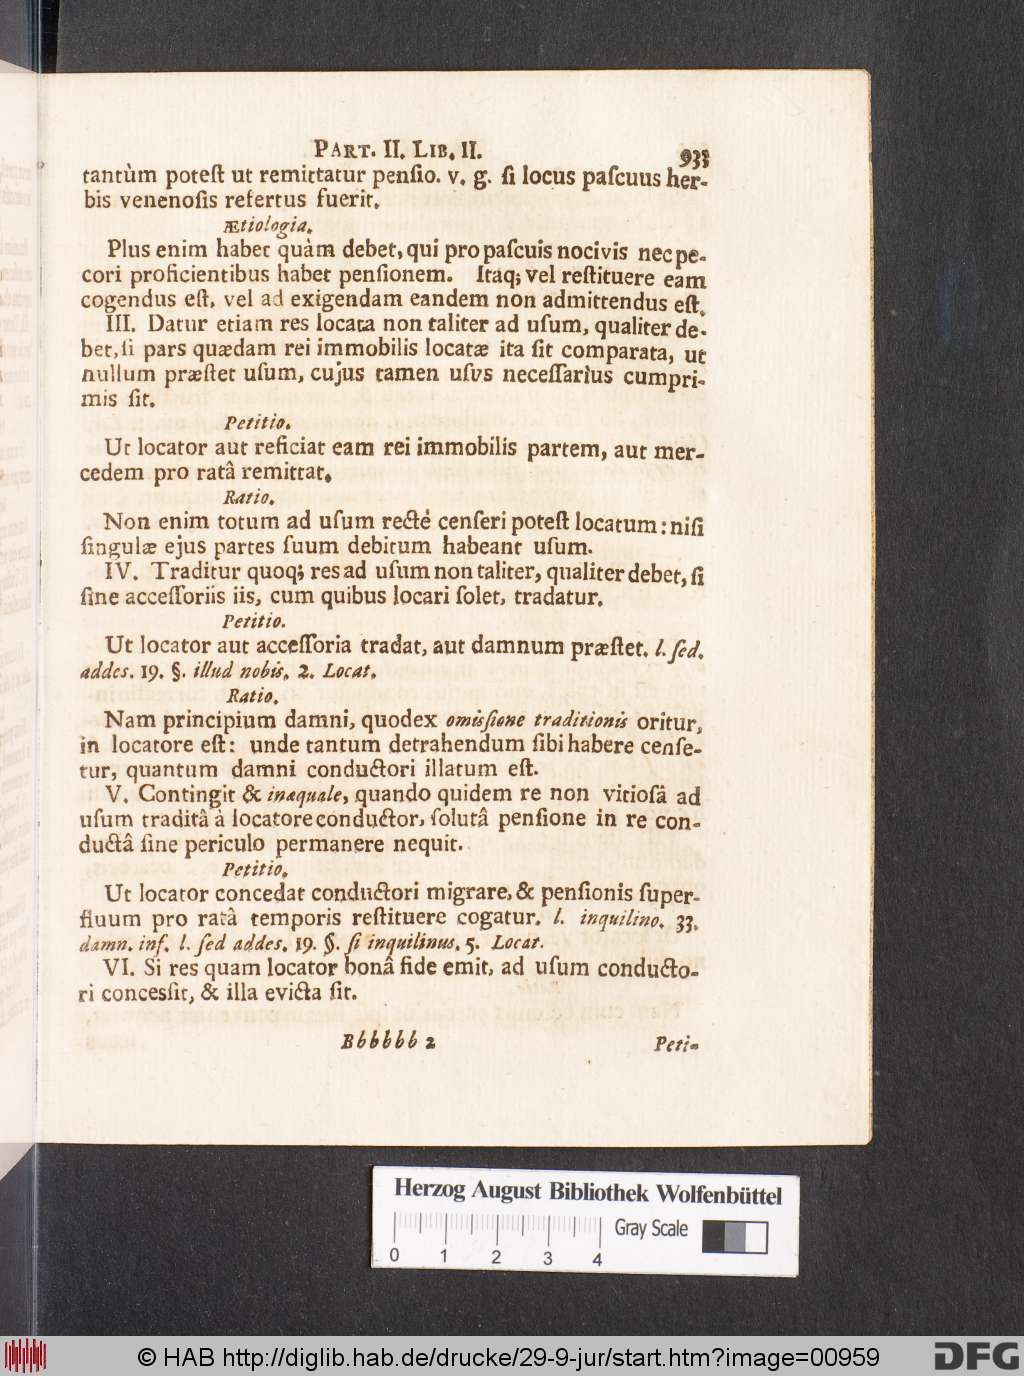 PART. II. LIB. II. 933
tantùm poteſt ut remittatur penſio. v. g. ſi locus paſcuus her-
bis venenoſis refertus fuerit.
Ætiologia.
Plus enim habet quàm debet, qui pro paſcuis nocivis nec pe-
cori proficientibus habet penſionem. Itaq; vel reſtituere eam
cogendus eſt, vel ad exigendam eandem non admittendus eſt.
III. Datur etiam res locata non taliter ad uſum, qualiter de-
bet, ſi pars quædam rei immobilis locatæ ita ſit comparata, ut
nullum præſtet uſum, cujus tamen uſvs neceſſarius cumpri-
mis ſit.
Petitio.
Ut locator aut reficiat eam rei immobilis partem, aut mer-
cedem pro ratâ remittat.
Ratio.
Non enim totum ad uſum recté cenſeri poteſt locatum: niſi
ſingulæ ejus partes ſuum debitum habeant uſum.
IV. Traditur quoq; res ad uſum non taliter, qualiter debet, ſi
ſine acceſſoriis iis, cum quibus locari ſolet, tradatur.
Petitio.
Ut locator aut acceſſoria tradat, aut damnum præſtet. l. ſed.
addes. 19. §. illud nobis. 2. Locat.
Ratio.
Nam principium damni, quodex omisſione traditionis oritur,
in locatore eſt: unde tantum detrahendum ſibi habere cenſe-
tur, quantum damni conductori illatum eſt.
V. Contingit & inæquale, quando quidem re non vitioſâ ad
uſum traditâ à locatore conductor, ſolutâ penſione in re con-
ductâ ſine periculo permanere nequit.
Petitio.
Ut locator concedat conductori migrare, & penſionis ſuper-
fluum pro ratâ temporis reſtituere cogatur. l. inquilino. 33.
damn. inf. l. ſed addes. 19. §. ſi inquilinus. 5. Locat.
VI. Si res quam locator bonâ fide emit, ad uſum conducto-
ri concesſit, & illa evicta ſit.
Bbbbbb 2 Peti-
Herzog August Bibliothek Wolfenbüttel
Gray Scale
0 1 2 3 4
© HAB http://diglib.hab.de/drucke/29-9-jur/start.htm?image=00959
DFG